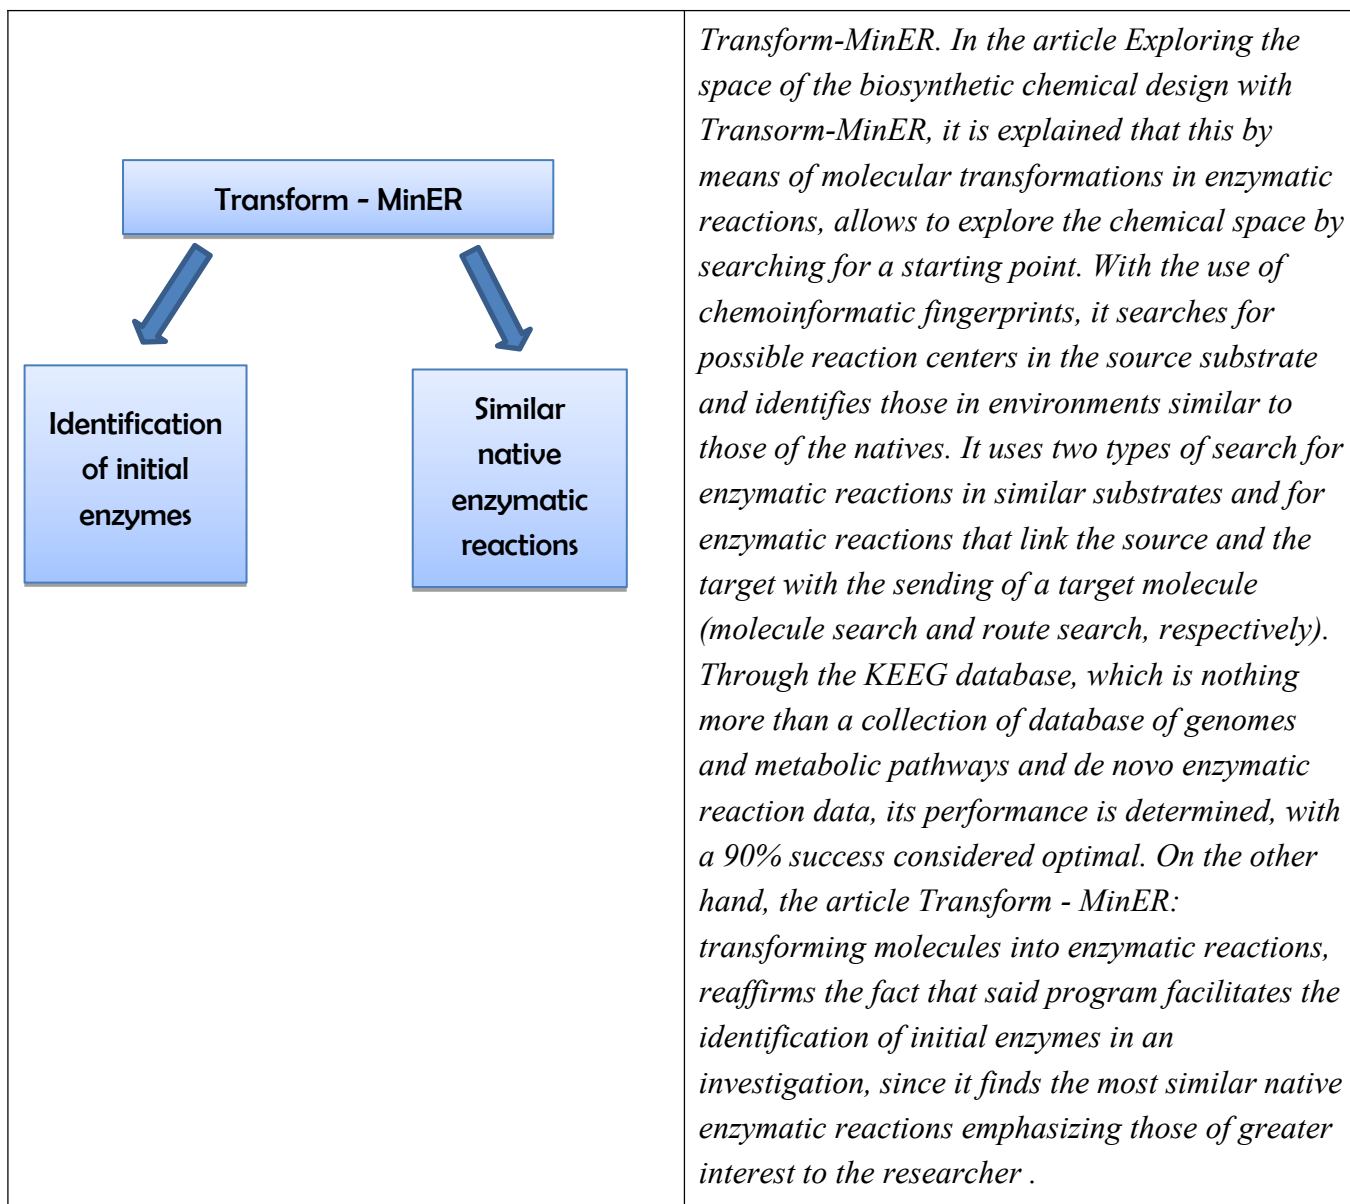 Transform - MinER
Identification
of initial
enzymes
Similar
native
enzymatic
reactions
Transform-MinER. In the article Exploring the
space of the biosynthetic chemical design with
Transorm-MinER, it is explained that this by
means of molecular transformations in enzymatic
reactions, allows to explore the chemical space by
searching for a starting point. With the use of
chemoinformatic fingerprints, it searches for
possible reaction centers in the source substrate
and identifies those in environments similar to
those of the natives. It uses two types of search for
enzymatic reactions in similar substrates and for
enzymatic reactions that link the source and the
target with the sending of a target molecule
(molecule search and route search, respectively).
Through the KEEG database, which is nothing
more than a collection of database of genomes
and metabolic pathways and de novo enzymatic
reaction data, its performance is determined, with
a 90% success considered optimal. On the other
hand, the article Transform - MinER:
transforming molecules into enzymatic reactions,
reaffirms the fact that said program facilitates the
identification of initial enzymes in an
investigation, since it finds the most similar native
enzymatic reactions emphasizing those of greater
interest to the researcher .